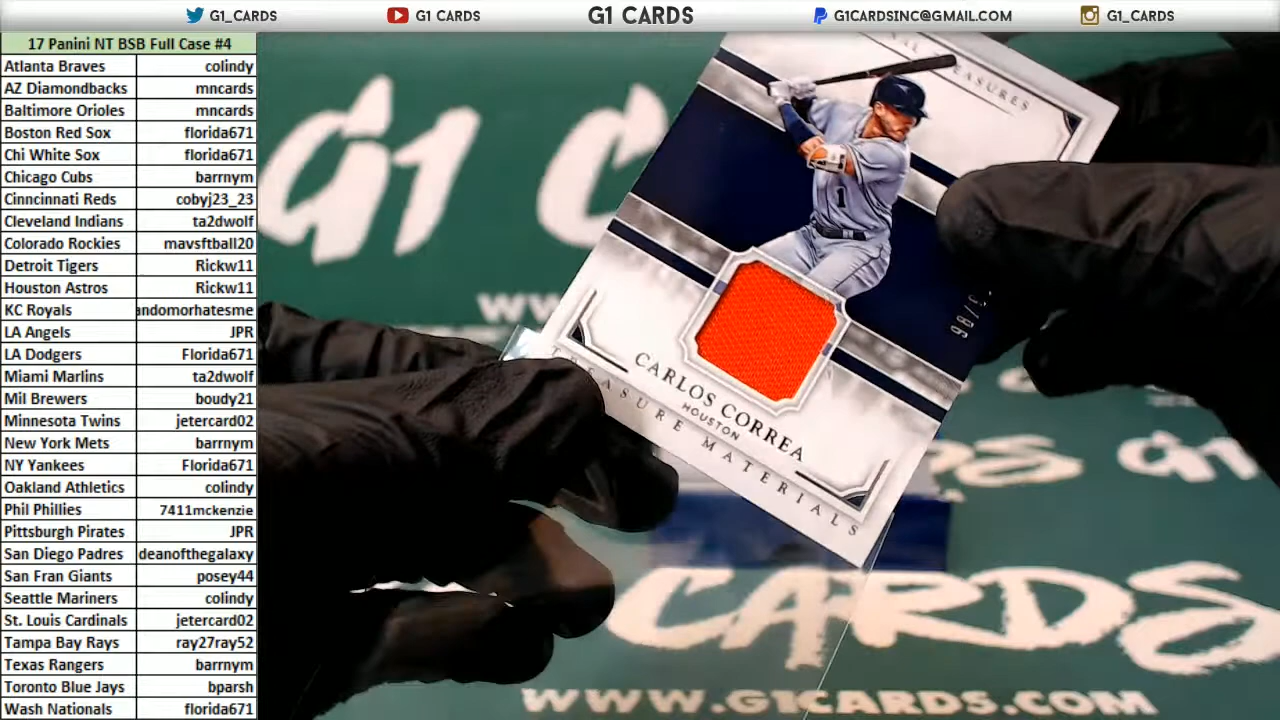 G1_CARDS
G1 CARDS
G1 CARDS
G1CARDSINC@GMAIL.COM
G1_CARDS
17 Panini NT BSB Full Case #4
Atlanta Braves colindy
AZ Diamondbacks mncards
Baltimore Orioles mncards
Boston Red Sox florida671
Chi White Sox florida671
Chicago Cubs barrnym
Cinncinnati Reds cobyj23_23
Cleveland Indians ta2dwolf
Colorado Rockies mavsftball20
Detroit Tigers Rickw11
Houston Astros Rickw11
KC Royals andomorhatesme
LA Angels JPR
LA Dodgers Florida671
Miami Marlins ta2dwolf
Mil Brewers boudy21
Minnesota Twins jetercard02
New York Mets barrnym
NY Yankees Florida671
Oakland Athletics colindy
Phil Phillies 7411mckenzie
Pittsburgh Pirates JPR
San Diego Padres deanofthegalaxy
San Fran Giants posey44
Seattle Mariners colindy
St. Louis Cardinals jetercard02
Tampa Bay Rays ray27ray52
Texas Rangers barrnym
Toronto Blue Jays bparsh
Wash Nationals florida671
1
CARLOS CORREA
HOUSTON
TREASURE MATERIALS
G1 C
CARDS
WWW.G1CARDS.COM